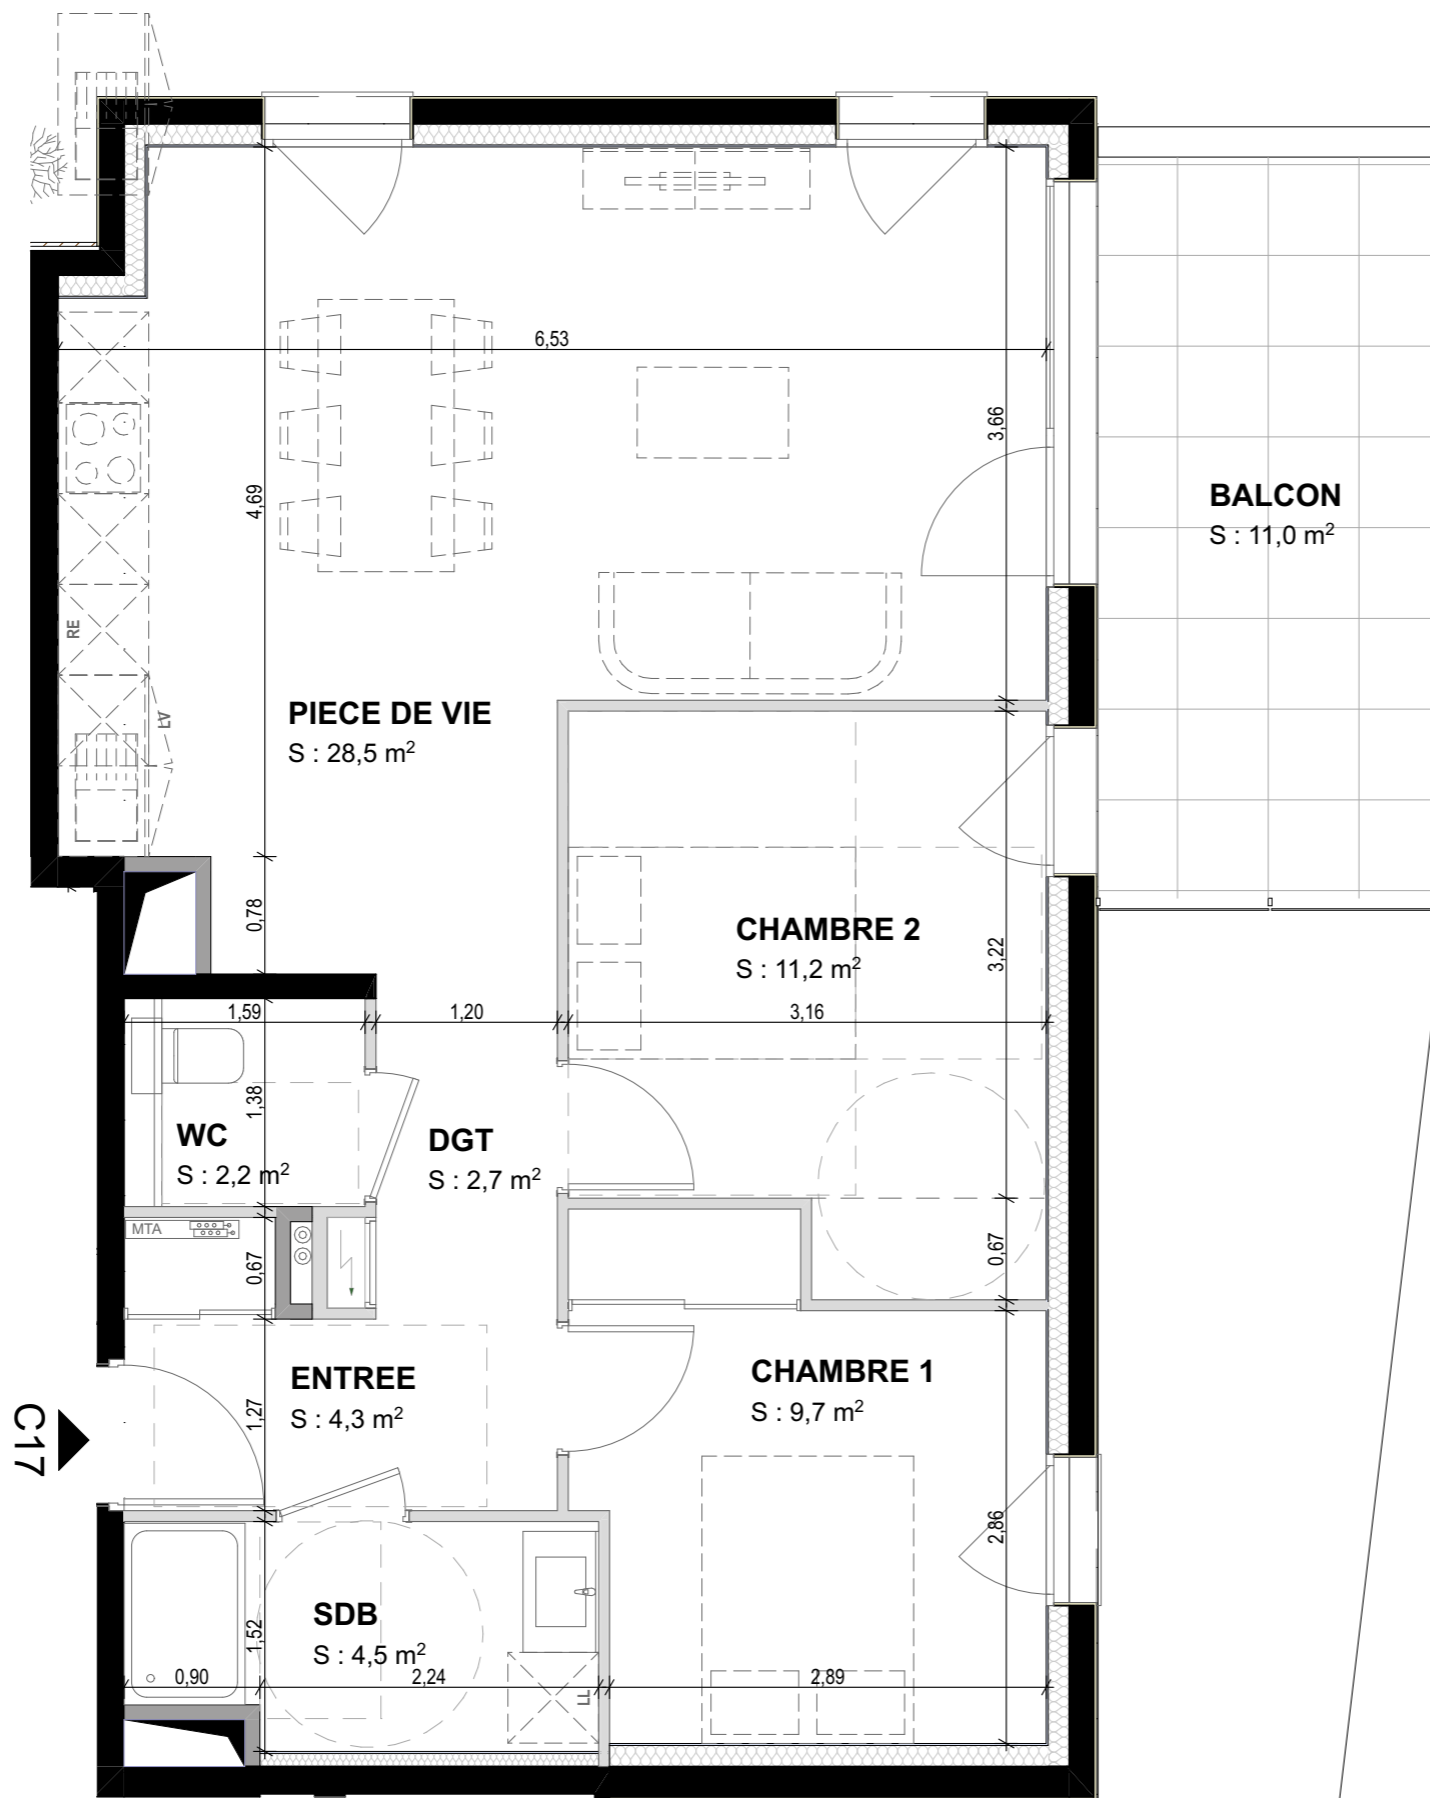 6,53
3,66
4,69
BALCON
S : 11,0 m²
RE
LV
PIECE DE VIE
S : 28,5 m²
0,78
CHAMBRE 2
S : 11,2 m²
3,22
1,59
1,20
3,16
1,38
WC
S : 2,2 m²
DGT
S : 2,7 m²
MTA
0,67
0,67
ENTREE
S : 4,3 m²
CHAMBRE 1
S : 9,7 m²
1,27
C17
2,86
SDB
S : 4,5 m²
1,52
0,90
2,24
LL
2,89